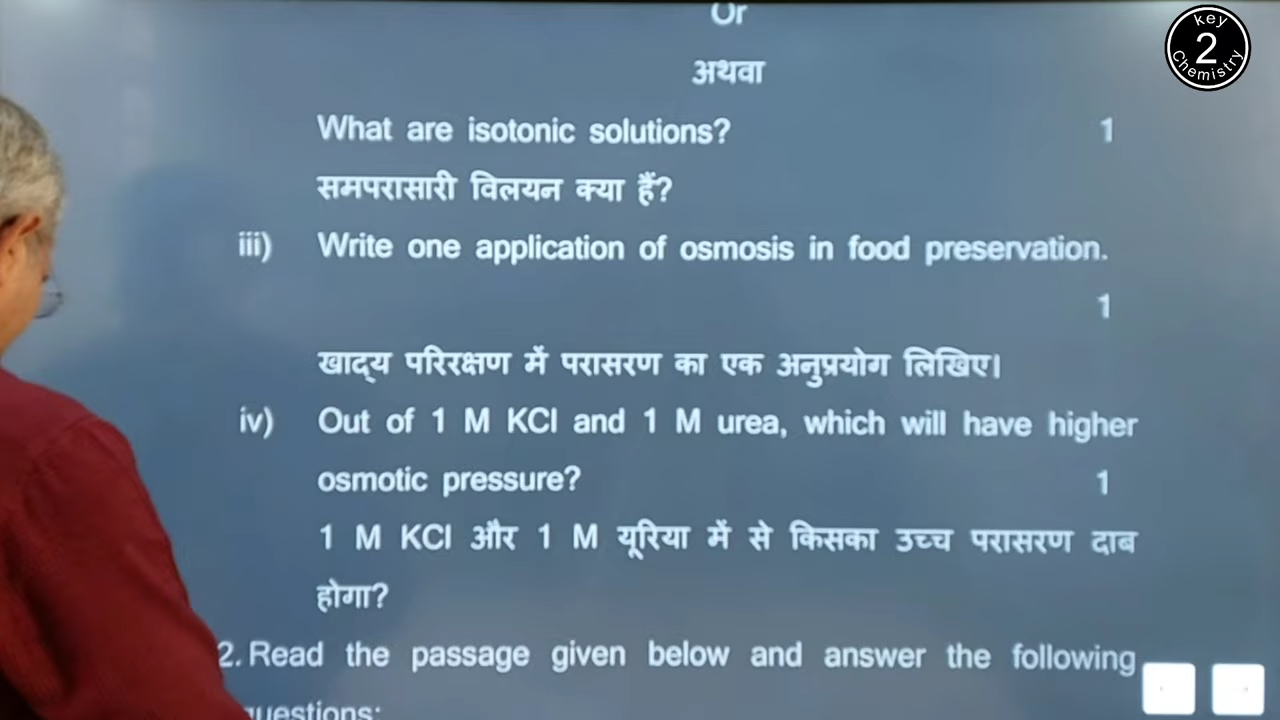 Or
अथवा
What are isotonic solutions? 1
समपरासारी विलयन क्या हैं?
iii) Write one application of osmosis in food preservation.
1
खाद्य परिरक्षण में परासरण का एक अनुप्रयोग लिखिए।
iv) Out of 1 M KCl and 1 M urea, which will have higher
osmotic pressure? 1
1 M KCl और 1 M यूरिया में से किसका उच्च परासरण दाब
होगा?
2. Read the passage given below and answer the following
questions:
key
2
Chemistry